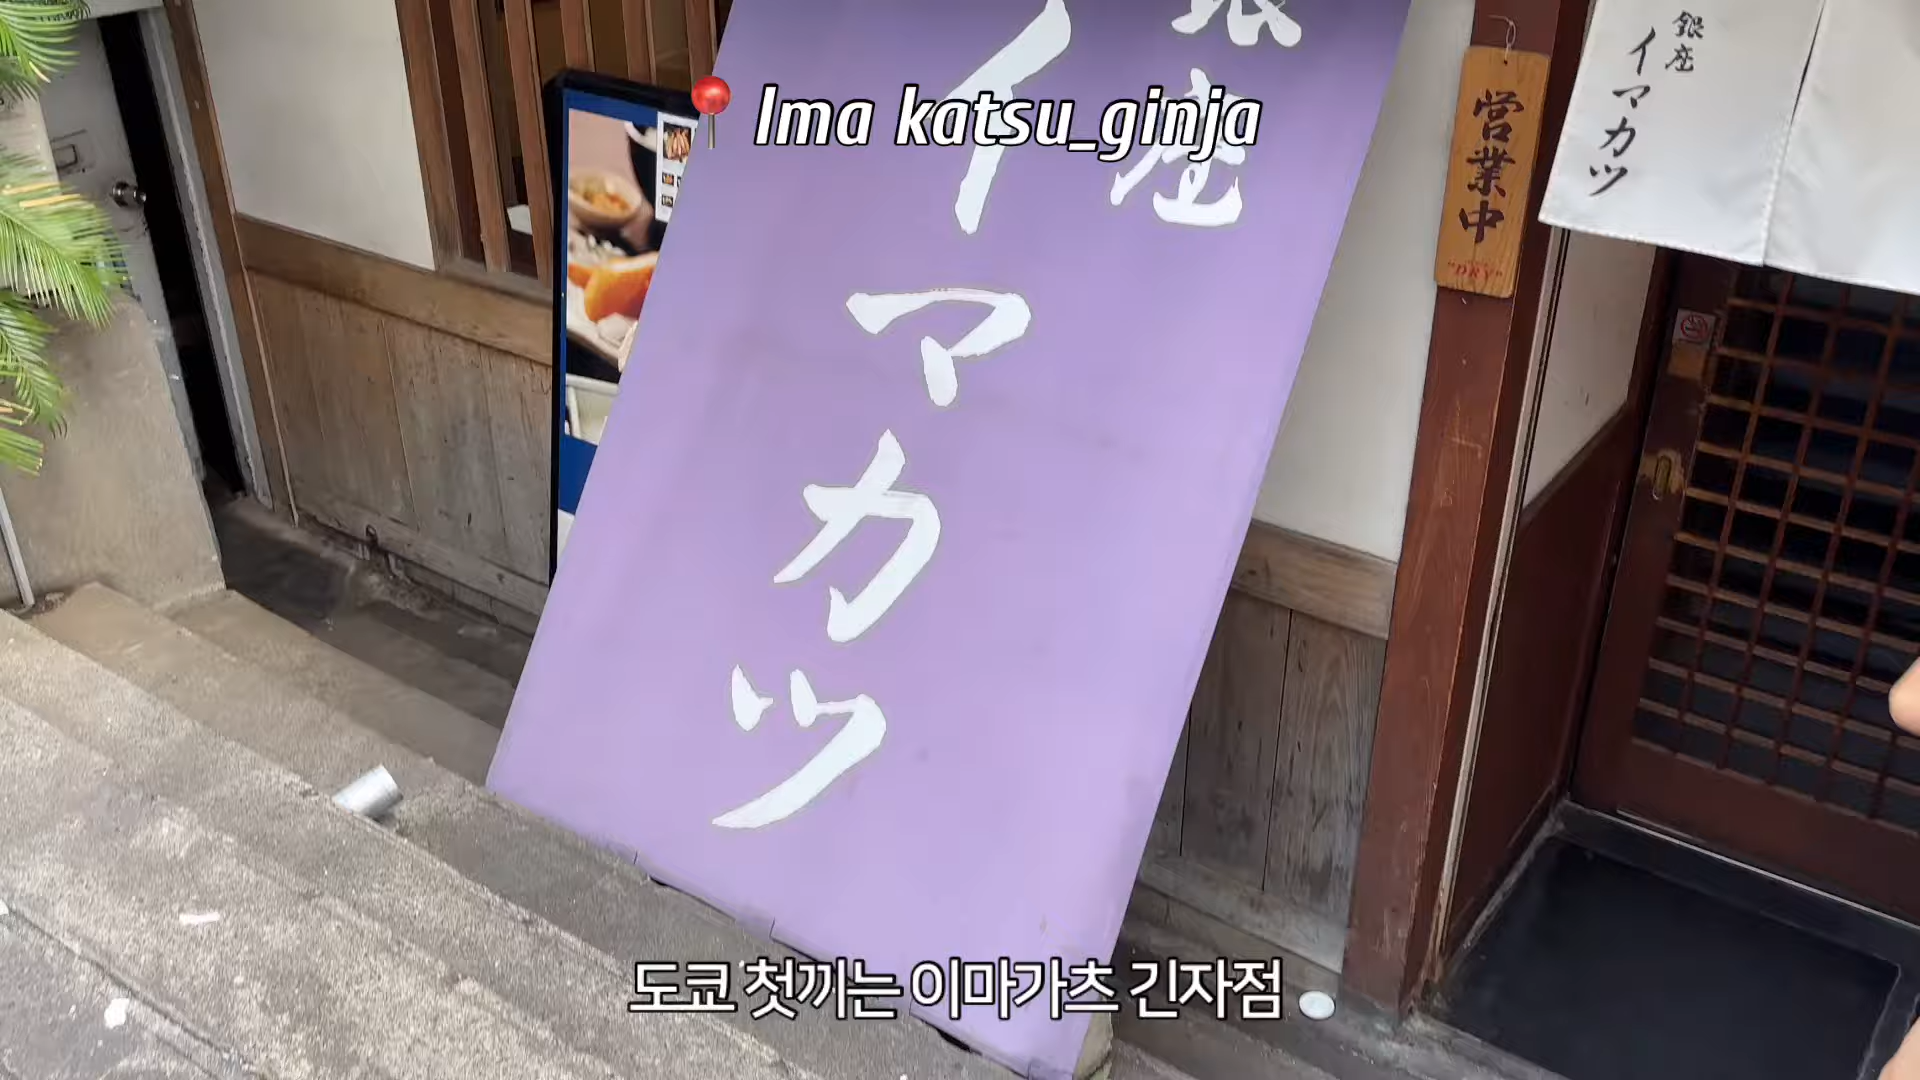 Ima katsu_ginja
銀座
イマカツ
営業中
"DRY"
銀座
イマカツ
도쿄 첫끼는 이마가츠 긴자점